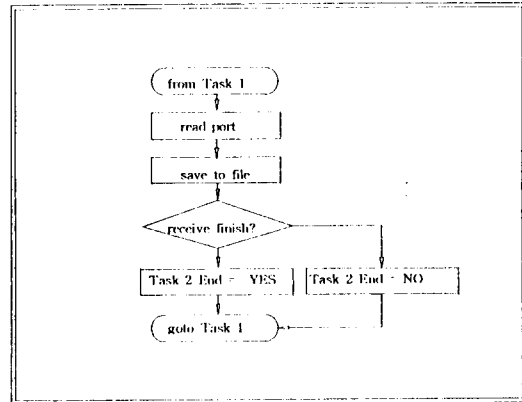 from Task 1
read port
save to file
receive finish?
Task 2 End = YES
Task 2 End - NO
goto Task 1